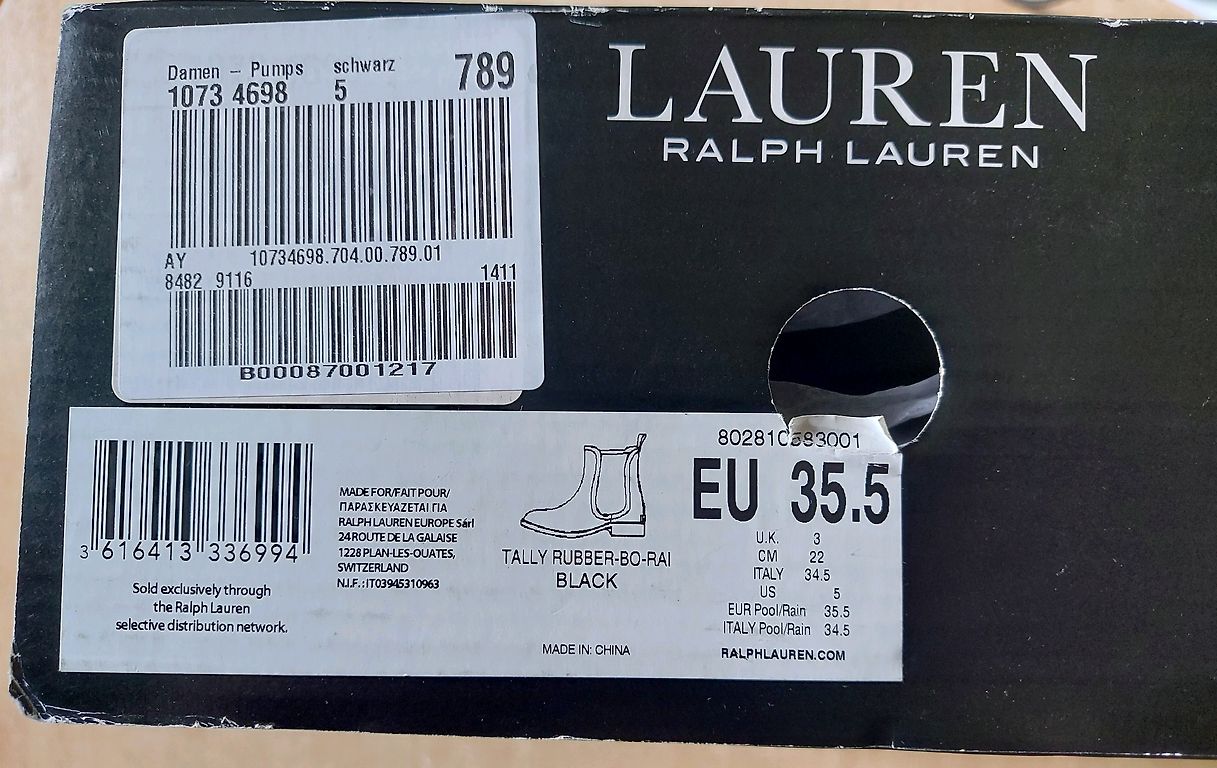 Damen – Pumps schwarz 789
1073 4698 5
AY 10734698.704.00.789.01
8482 9116 1411
B00087001217
LAUREN
RALPH LAUREN
3 616413 336994
Sold exclusively through
the Ralph Lauren
selective distribution network.
MADE FOR/FAIT POUR/
ΠΑΡΑΣΚΕΥΑΖΕΤΑΙ ΓΙΑ
RALPH LAUREN EUROPE Sárl
24 ROUTE DE LA GALAISE
1228 PLAN-LES-OUATES,
SWITZERLAND
N.I.F.: IT03945310963
TALLY RUBBER-BO-RAI
BLACK
MADE IN: CHINA
802810583001
EU 35.5
U.K. 3
CM 22
ITALY 34.5
US 5
EUR Pool/Rain 35.5
ITALY Pool/Rain 34.5
RALPHLAUREN.COM